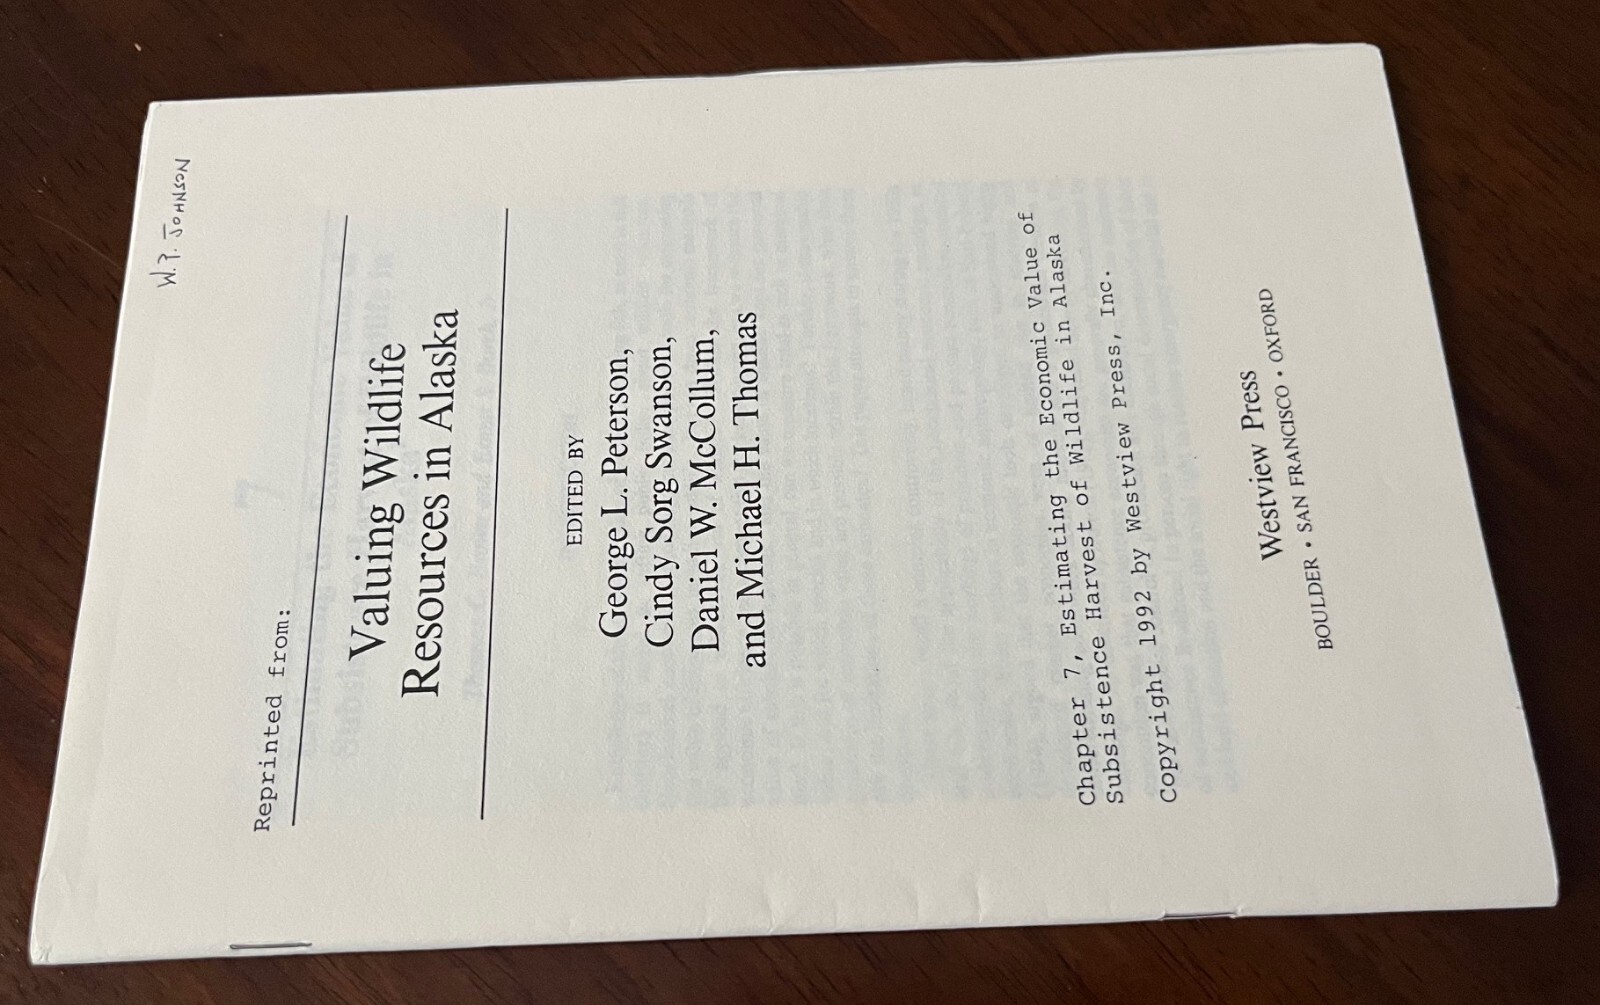 W.P. JOHNSON
Reprinted from:
Valuing Wildlife
Resources in Alaska
EDITED BY
George L. Peterson,
Cindy Sorg Swanson,
Daniel W. McCollum,
and Michael H. Thomas
Chapter 7, Estimating the Economic Value of
Subsistence Harvest of Wildlife in Alaska
Copyright 1992 by Westview Press, Inc.
Westview Press
BOULDER • SAN FRANCISCO • OXFORD